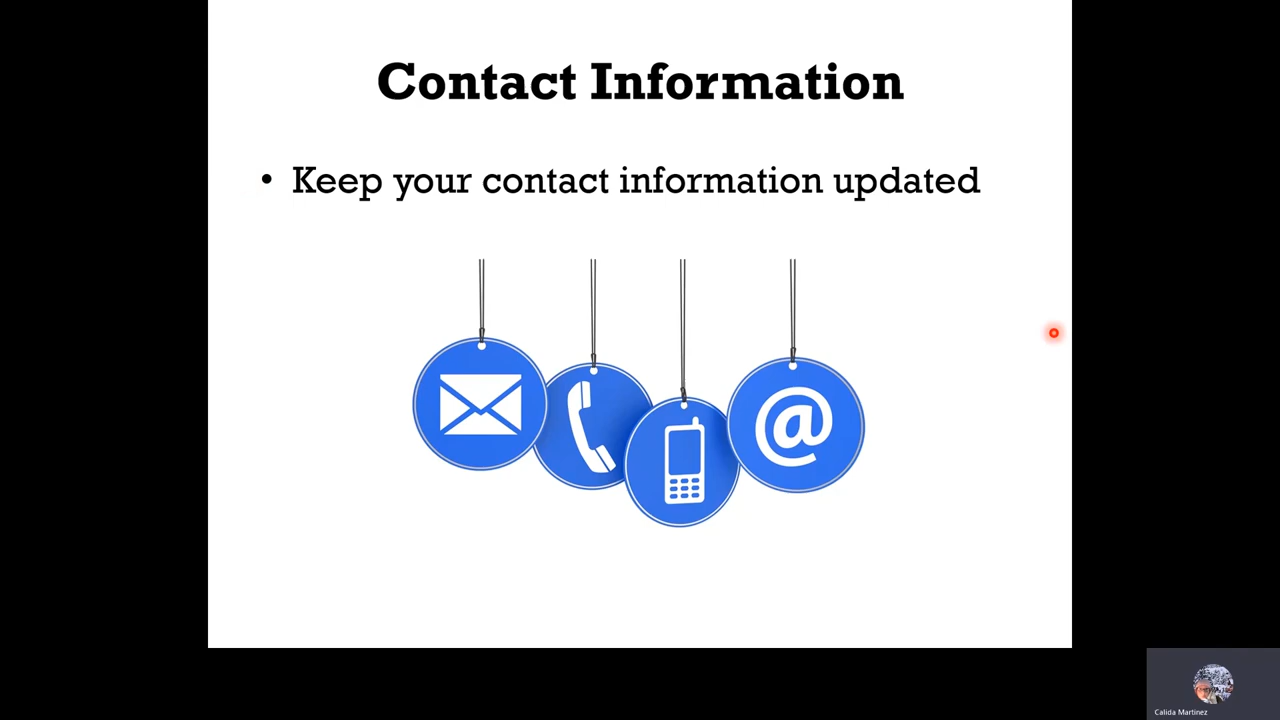 Contact Information
• Keep your contact information updated
@
Calida Martinez